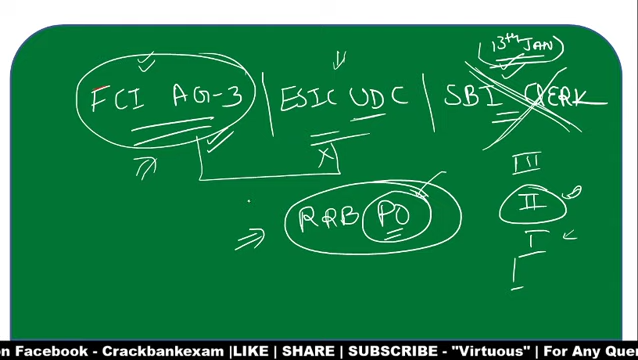 13th JAN
FCI AG-3 | ESIC UDC | SBI CLERK
III
RRB PO
II
I
on Facebook - Crackbankexam |LIKE | SHARE | SUBSCRIBE - "Virtuous" | For Any Que